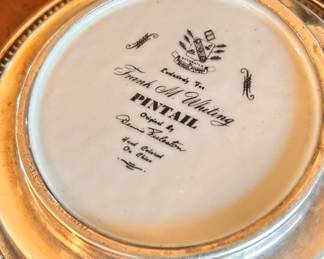 Exclusively For
Frank M Whiting
PINTAIL
Original By
Hand Colored
On China